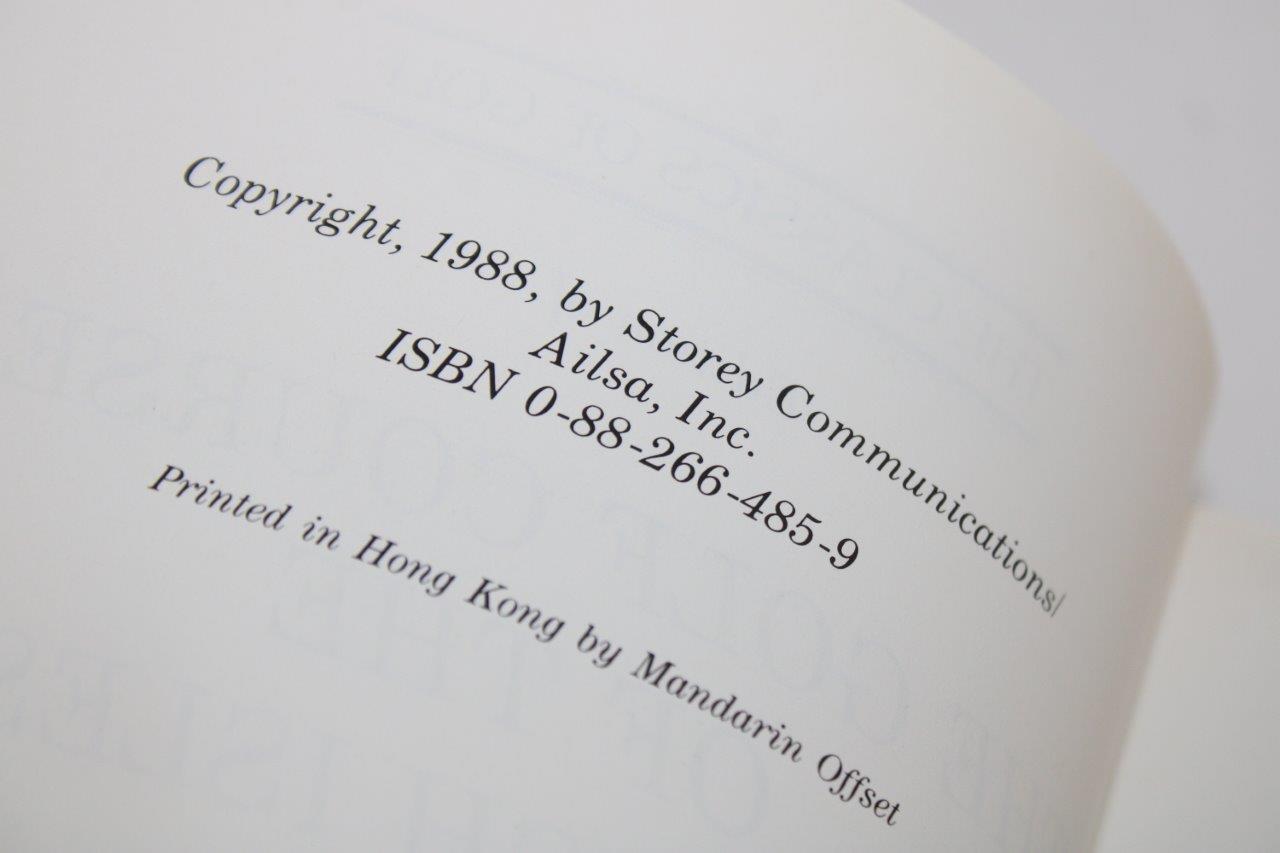 Copyright, 1988, by Storey Communications/
Ailsa, Inc.
ISBN 0-88-266-485-9
Printed in Hong Kong by Mandarin Offset